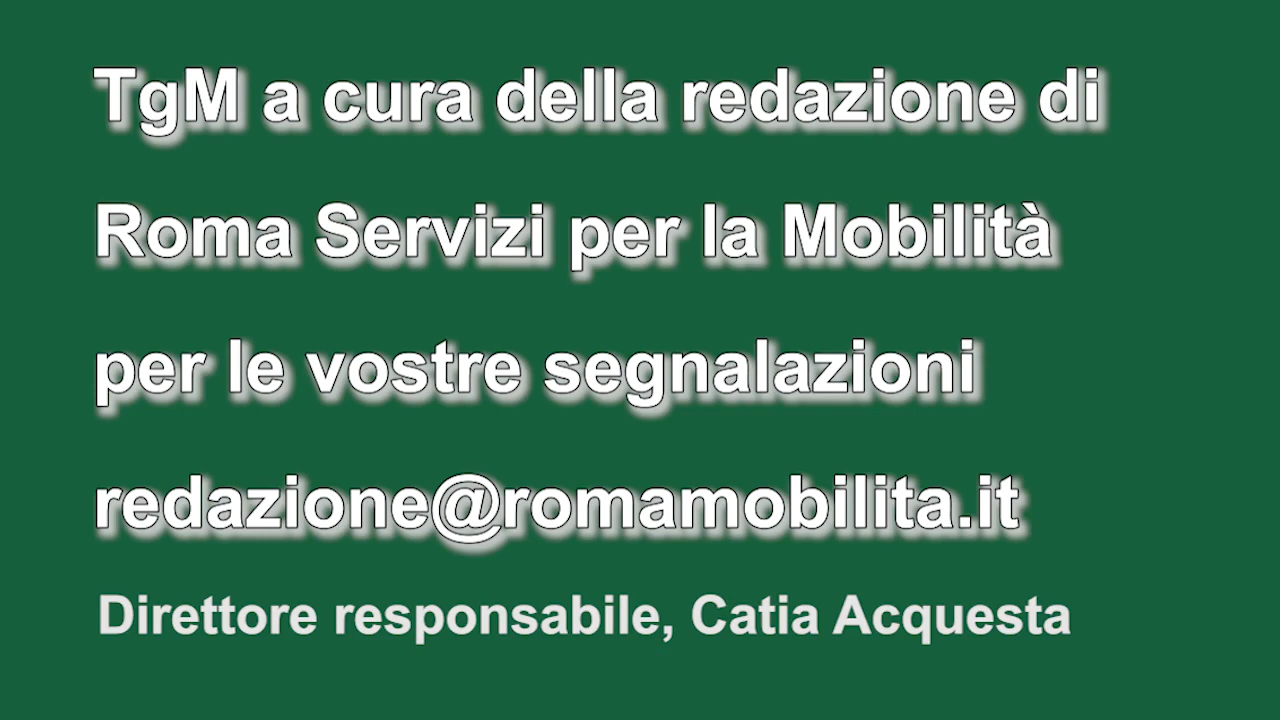 TgM a cura della redazione di
Roma Servizi per la Mobilità
per le vostre segnalazioni
redazione@romamobilita.it
Direttore responsabile, Catia Acquesta